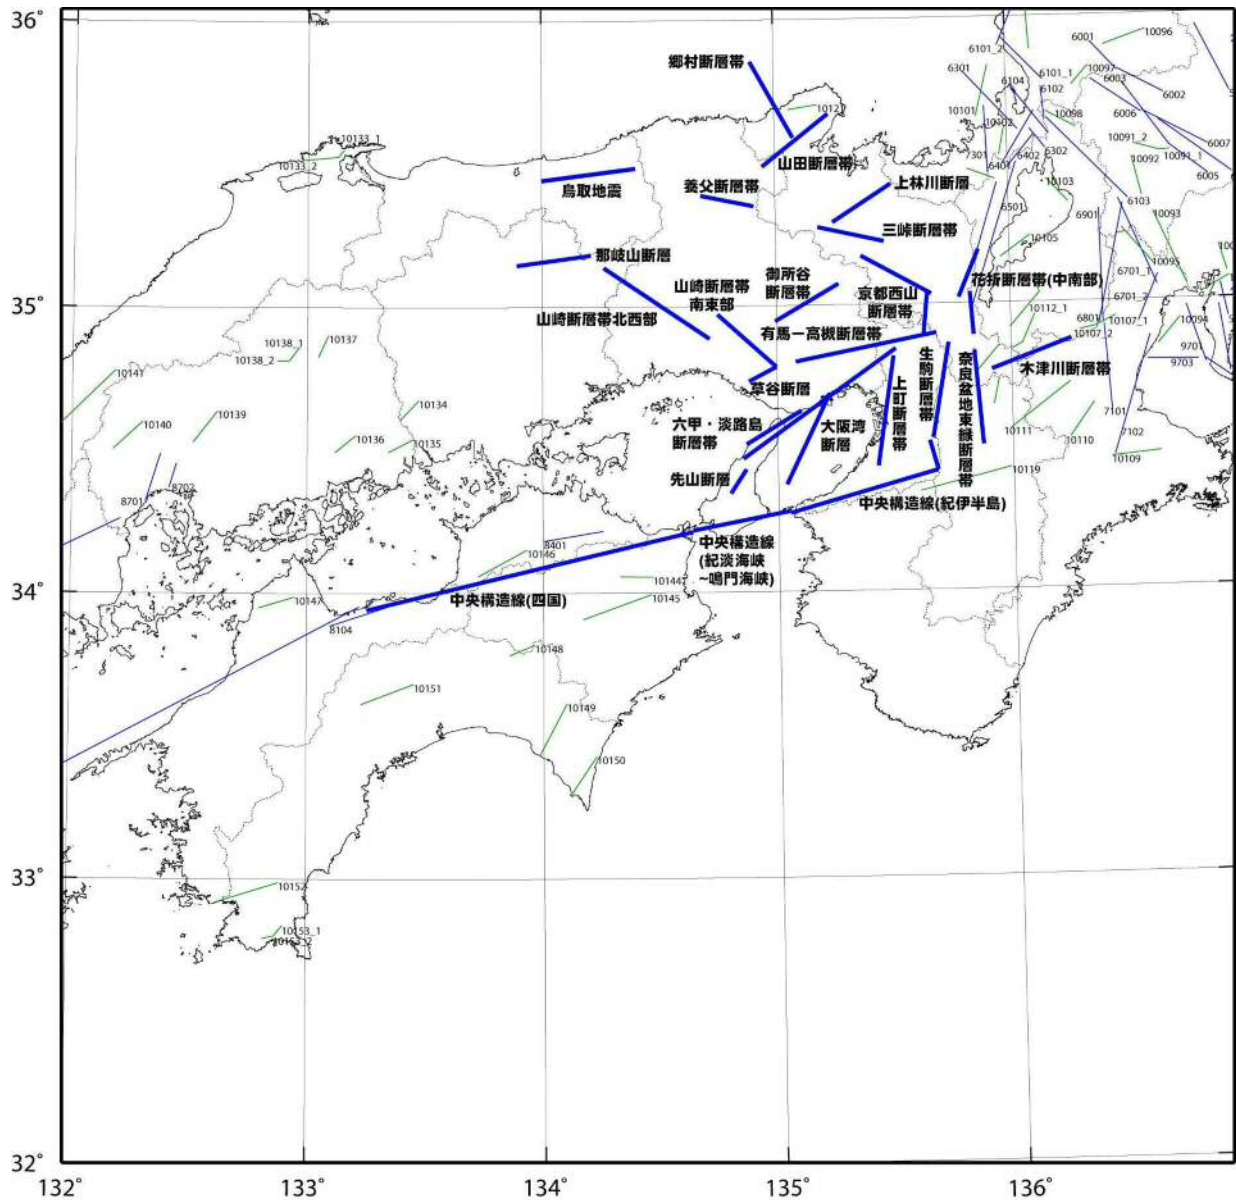 36°
35°
34°
33°
32°
132°
133°
134°
135°
136°
郷村断層帯
山田断層帯
鳥取地震
養父断層帯
上林川断層
三峠断層帯
那岐山断層
山崎断層帯
南東部
御所谷
断層帯
京都西山
断層帯
花折断層帯(中南部)
山崎断層帯北西部
有馬ー高槻断層帯
木津川断層帯
草谷断層
生駒断層帯
上町断層帯
奈良盆地東縁断層帯
六甲・淡路島
断層帯
大阪湾
断層
先山断層
中央構造線(紀伊半島)
中央構造線
(紀淡海峡
~鳴門海峡)
中央構造線(四国)
6001
10096
6101_2
6301
6104
6101_1
6102
10097
6003
6002
10101
10102
10098
6006
6007
7301
6401
6402
6302
10091_2
10092
10091_1
6005
10103
6501
6901
6103
10093
10105
10095
6701_1
6701_2
6801
10107_1
10107_2
10112_1
10094
9701
9703
7101
7102
10109
10110
10111
10119
10133_1
10133_2
10137
10138_1
10138_2
10141
10139
10140
10134
10136
10135
8701
8702
8401
10146
10144
10145
10147
8104
10148
10151
10149
10150
10152
10153_1